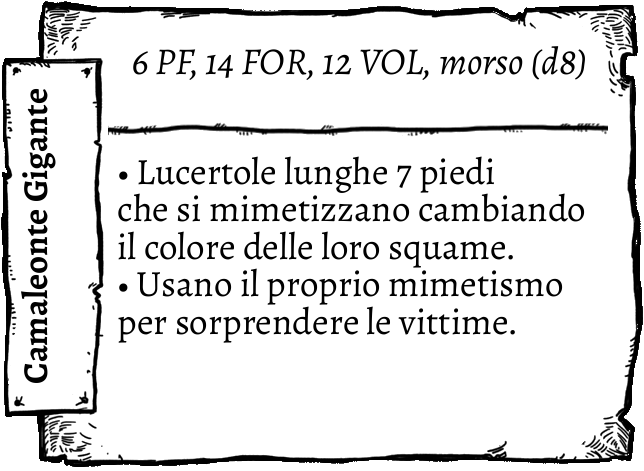 Camaleonte Gigante
6 PF, 14 FOR, 12 VOL, morso (d8)
• Lucertole lunghe 7 piedi
che si mimetizzano cambiando
il colore delle loro squame.
• Usano il proprio mimetismo
per sorprendere le vittime.